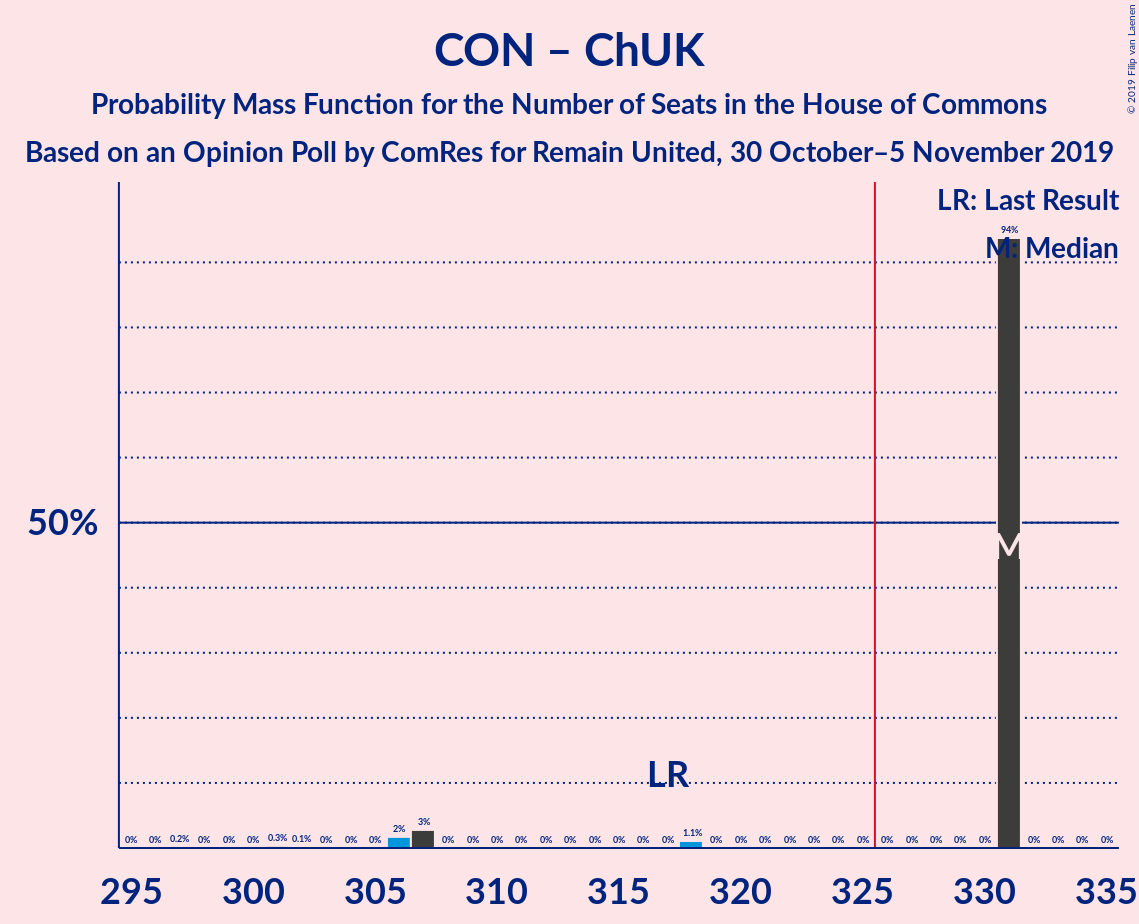 CON – ChUK
Probability Mass Function for the Number of Seats in the House of Commons
Based on an Opinion Poll by ComRes for Remain United, 30 October–5 November 2019
© 2019 Filip van Laenen
LR: Last Result
94%
M: Median
50%
M
LR
0% 0% 0.2% 0% 0% 0% 0.3% 0.1% 0% 0% 0% 2% 3% 0% 0% 0% 0% 0% 0% 0% 0% 0% 0% 1.1% 0% 0% 0% 0% 0% 0% 0% 0% 0% 0% 0% 0% 0% 0% 0% 0%
295 300 305 310 315 320 325 330 335